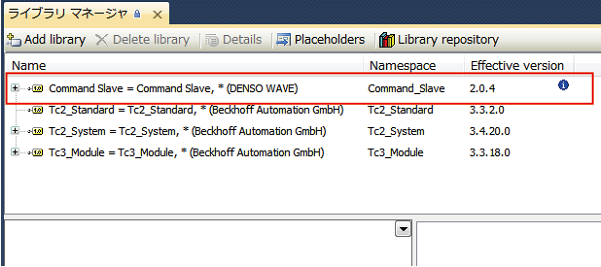 ライブラリ マネージャ
Add library Delete library Details Placeholders Library repository
Name Namespace Effective version
Command Slave = Command Slave, * (DENSO WAVE) Command_Slave 2.0.4
Tc2_Standard = Tc2_Standard, * (Beckhoff Automation GmbH) Tc2_Standard 3.3.2.0
Tc2_System = Tc2_System, * (Beckhoff Automation GmbH) Tc2_System 3.4.20.0
Tc3_Module = Tc3_Module, * (Beckhoff Automation GmbH) Tc3_Module 3.3.18.0